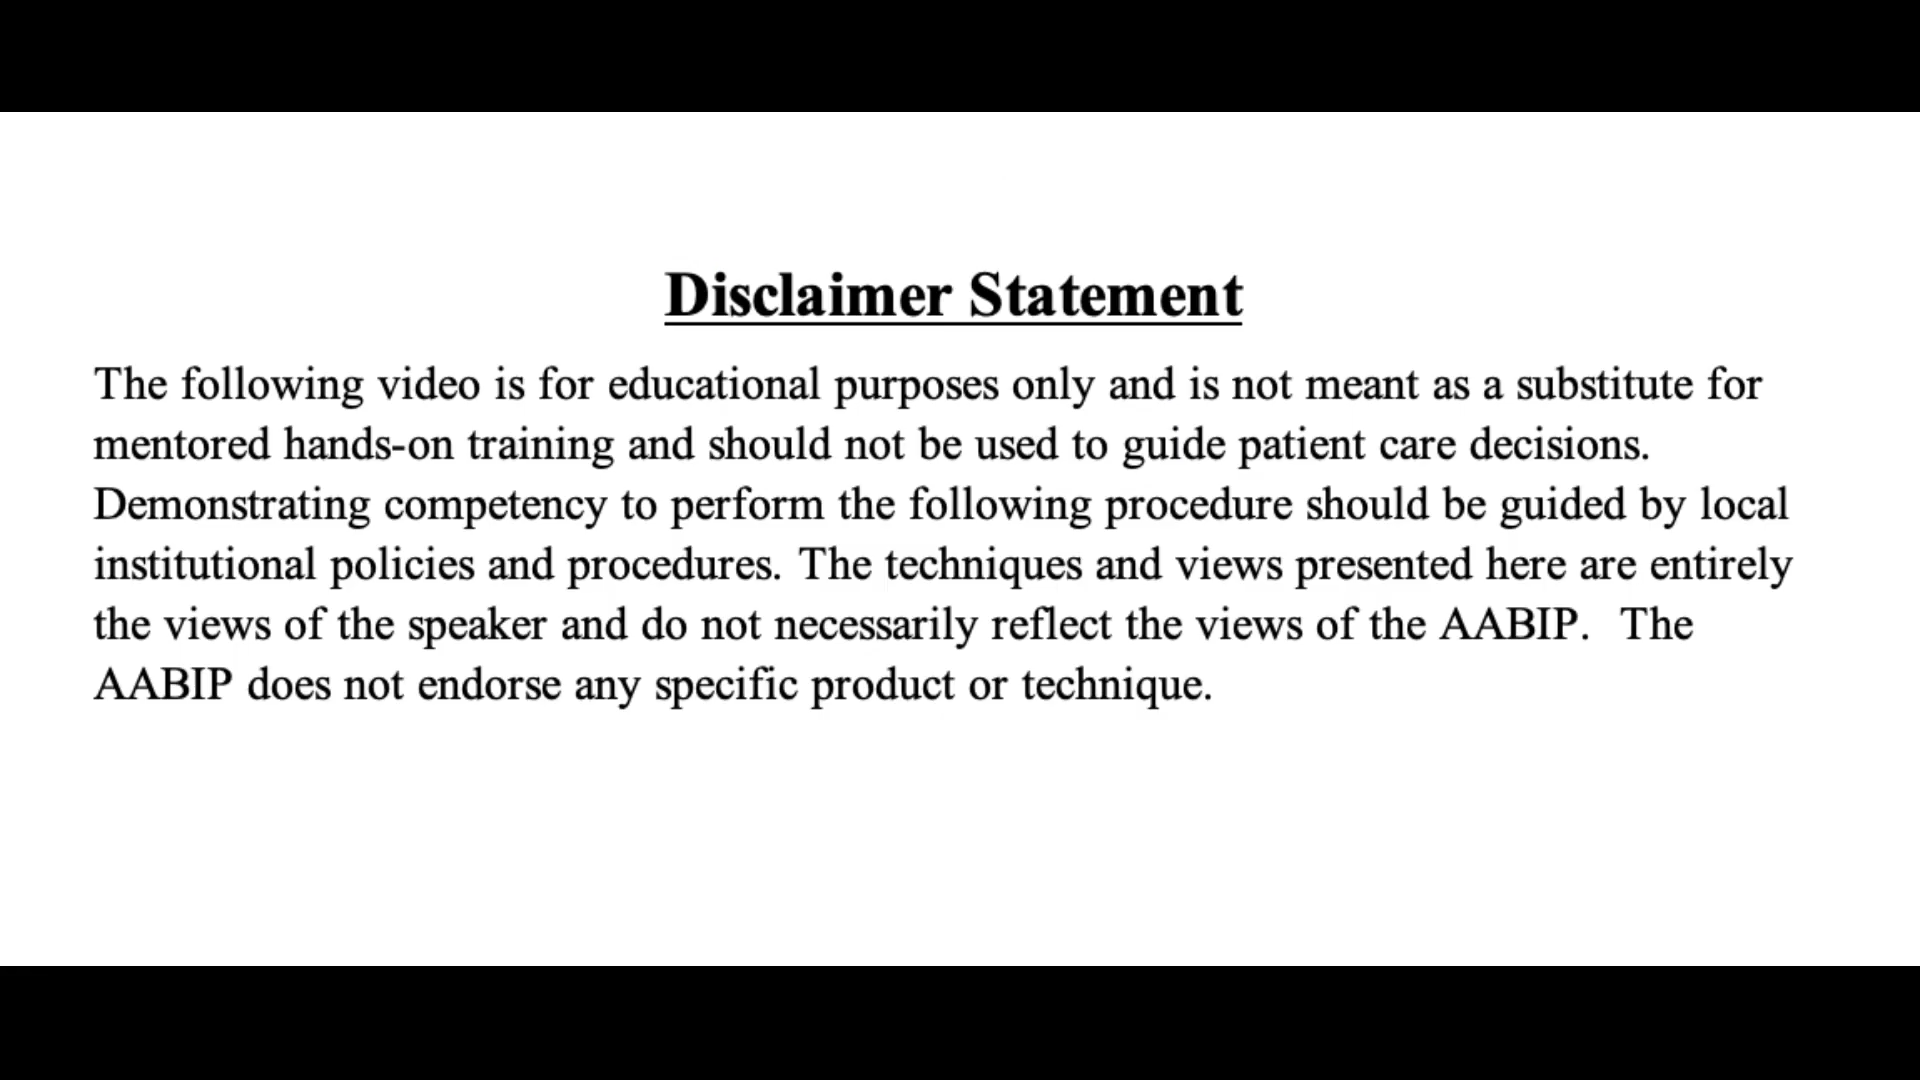 Disclaimer Statement
The following video is for educational purposes only and is not meant as a substitute for
mentored hands-on training and should not be used to guide patient care decisions.
Demonstrating competency to perform the following procedure should be guided by local
institutional policies and procedures. The techniques and views presented here are entirely
the views of the speaker and do not necessarily reflect the views of the AABIP.  The
AABIP does not endorse any specific product or technique.